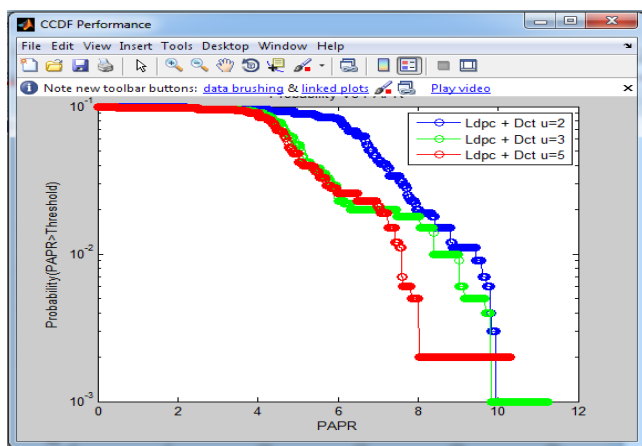 CCDF Performance
File Edit View Insert Tools Desktop Window Help
Note new toolbar buttons: data brushing & linked plots Play video
Ldpc + Dct u=2
Ldpc + Dct u=3
Ldpc + Dct u=5
Probability(PAPR>Threshold)
10^-1
10^-2
10^-3
0 2 4 6 8 10 12
PAPR